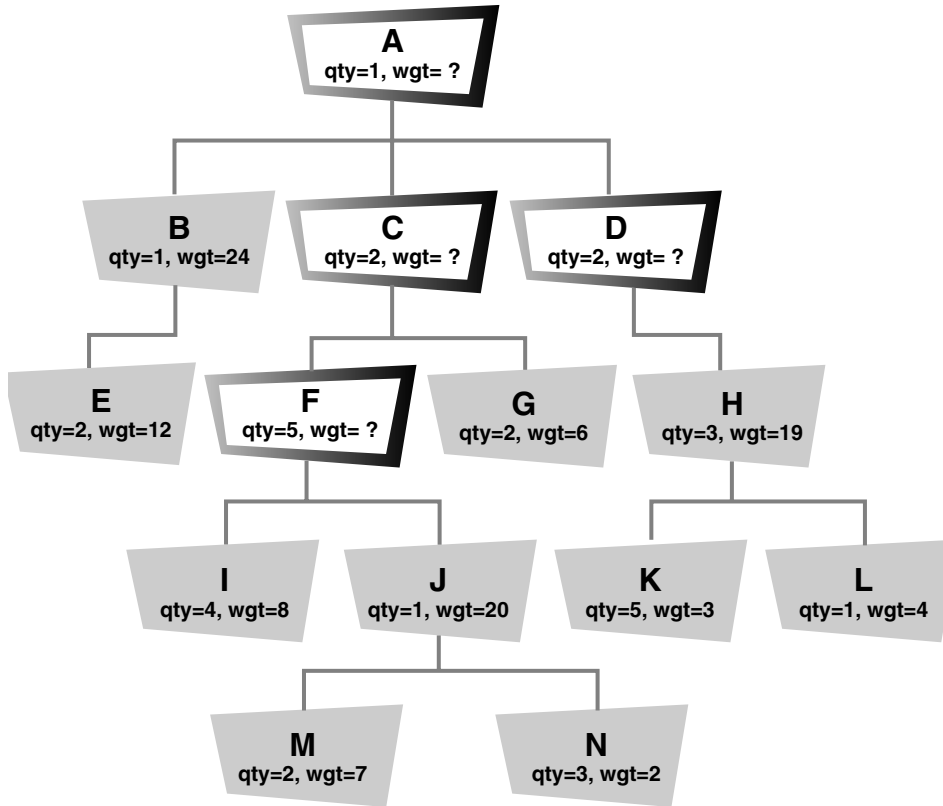 A
qty=1, wgt= ?
B
qty=1, wgt=24
C
qty=2, wgt= ?
D
qty=2, wgt= ?
E
qty=2, wgt=12
F
qty=5, wgt= ?
G
qty=2, wgt=6
H
qty=3, wgt=19
I
qty=4, wgt=8
J
qty=1, wgt=20
K
qty=5, wgt=3
L
qty=1, wgt=4
M
qty=2, wgt=7
N
qty=3, wgt=2